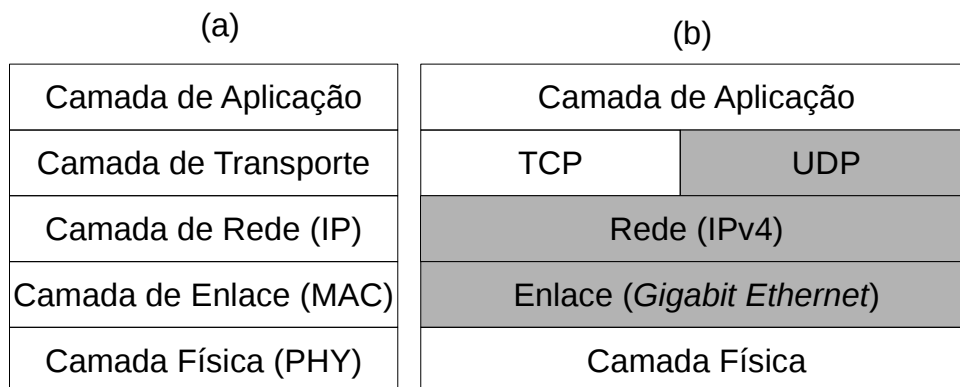 (a)
Camada de Aplicação
Camada de Transporte
Camada de Rede (IP)
Camada de Enlace (MAC)
Camada Física (PHY)
(b)
Camada de Aplicação
TCP
UDP
Rede (IPv4)
Enlace (Gigabit Ethernet)
Camada Física